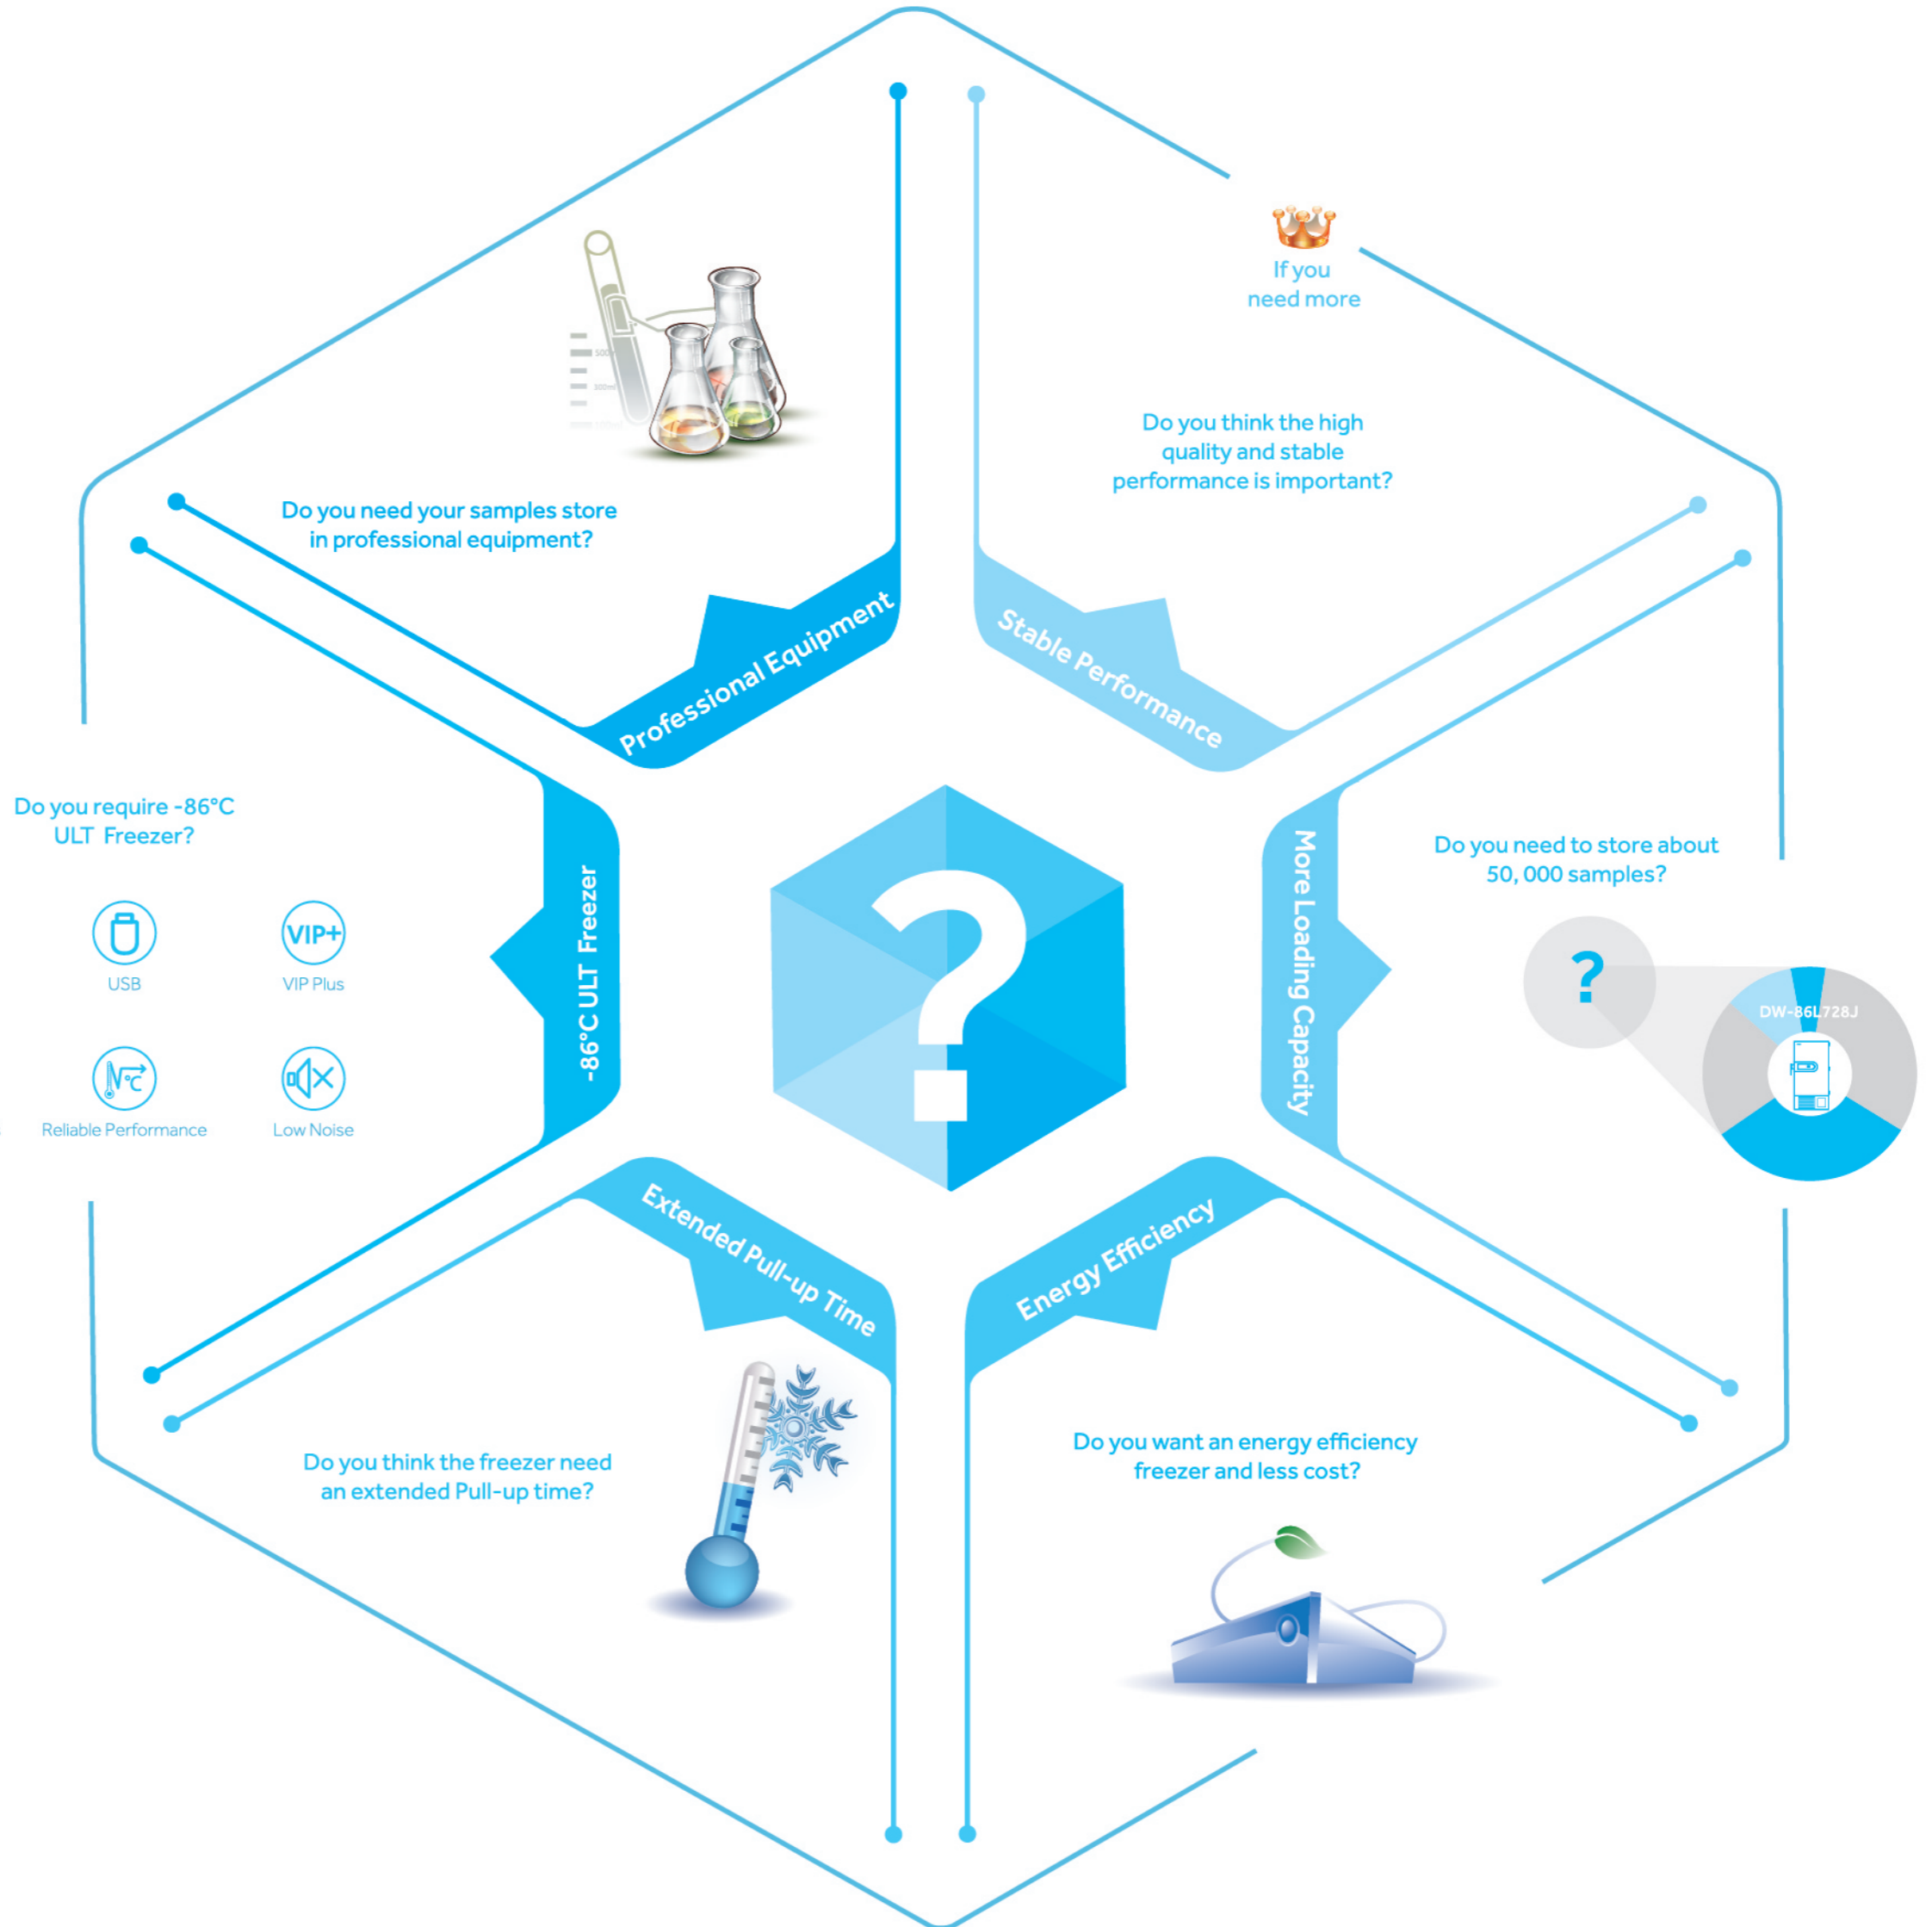 If you
need more
Do you think the high
quality and stable
performance is important?
Do you need your samples store
in professional equipment?
Professional Equipment
Stable Performance
Do you require -86°C
ULT Freezer?
USB
VIP+
VIP Plus
°C
Reliable Performance
Low Noise
-86°C ULT Freezer
?
More Loading Capacity
Do you need to store about
50, 000 samples?
?
DW-86L728J
Extended Pull-up Time
Energy Efficiency
Do you think the freezer need
an extended Pull-up time?
Do you want an energy efficiency
freezer and less cost?